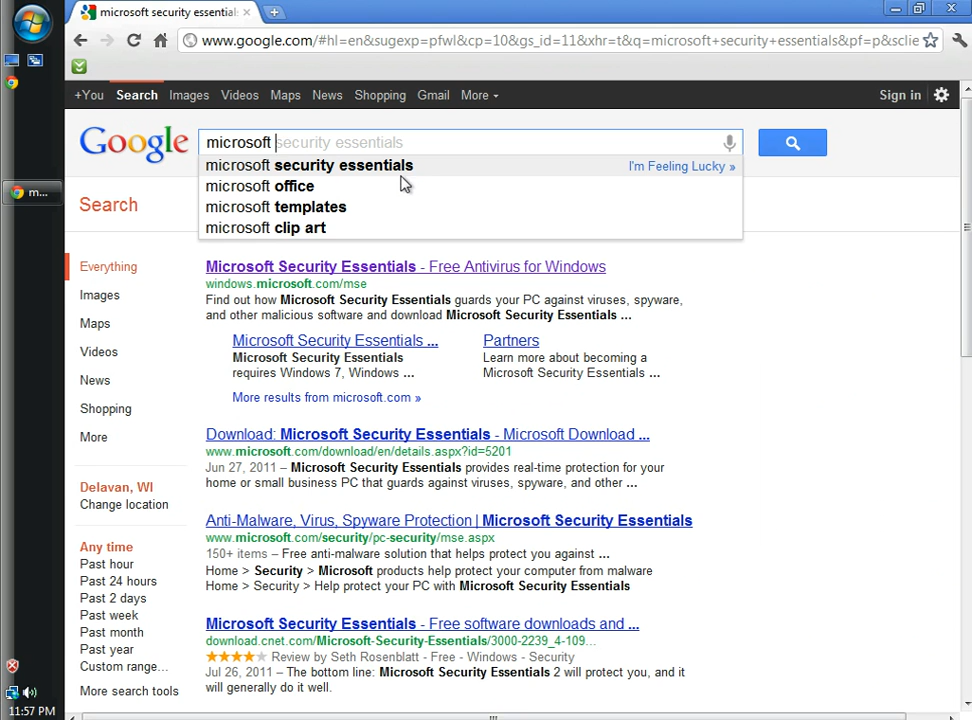 microsoft security essentials
www.google.com/#hl=en&sugexp=pfwl&cp=10&gs_id=11&xhr=t&q=microsoft+security+essentials&pf=p&sclie
+You Search Images Videos Maps News Shopping Gmail More Sign in
Google microsoft security essentials
microsoft security essentials I'm Feeling Lucky »
microsoft office
microsoft templates
microsoft clip art
Search
Everything
Images
Maps
Videos
News
Shopping
More
Delavan, WI
Change location
Any time
Past hour
Past 24 hours
Past 2 days
Past week
Past month
Past year
Custom range...
More search tools
Microsoft Security Essentials - Free Antivirus for Windows
windows.microsoft.com/mse
Find out how Microsoft Security Essentials guards your PC against viruses, spyware,
and other malicious software and download Microsoft Security Essentials ...
Microsoft Security Essentials ...
Microsoft Security Essentials
requires Windows 7, Windows ...
Partners
Learn more about becoming a
Microsoft Security Essentials ...
More results from microsoft.com »
Download: Microsoft Security Essentials - Microsoft Download ...
www.microsoft.com/download/en/details.aspx?id=5201
Jun 27, 2011 – Microsoft Security Essentials provides real-time protection for your
home or small business PC that guards against viruses, spyware, and other ...
Anti-Malware, Virus, Spyware Protection | Microsoft Security Essentials
www.microsoft.com/security/pc-security/mse.aspx
150+ items – Free anti-malware solution that helps protect you against ...
Home > Security > Microsoft products help protect your computer from malware
Home > Security > Help protect your PC with Microsoft Security Essentials
Microsoft Security Essentials - Free software downloads and ...
download.cnet.com/Microsoft-Security-Essentials/3000-2239_4-109...
Review by Seth Rosenblatt - Free - Windows - Security
Jul 26, 2011 – The bottom line: Microsoft Security Essentials 2 will protect you, and it
will generally do it well.
m...
11:57 PM